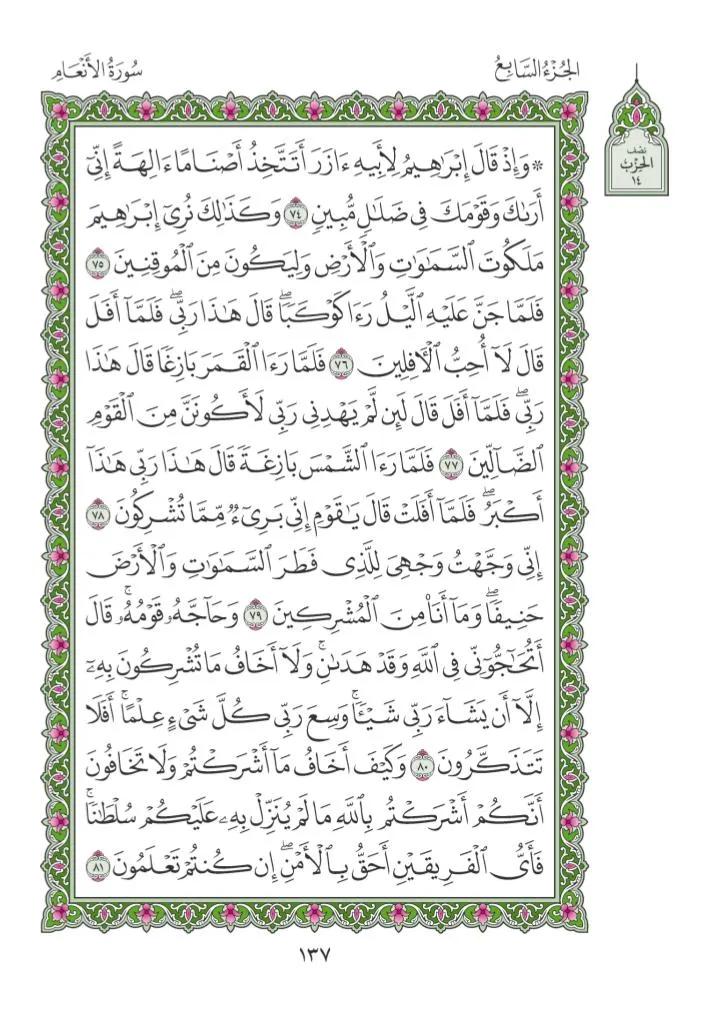 الجُزْءُ السَّابِعُ
سُورَةُ الأَنْعَامِ
نِصْف
الحِزْبِ
١٤
۞ وَإِذْ قَالَ إِبْرَٰهِيمُ لِأَبِيهِ ءَازَرَ أَتَتَّخِذُ أَصْنَامًا ءَالِهَةً إِنِّيٓ
أَرَىٰكَ وَقَوْمَكَ فِي ضَلَٰلٖ مُّبِينٖ ٧٤ وَكَذَٰلِكَ نُرِيٓ إِبْرَٰهِيمَ
مَلَكُوتَ ٱلسَّمَٰوَٰتِ وَٱلْأَرْضِ وَلِيَكُونَ مِنَ ٱلْمُوقِنِينَ ٧٥
فَلَمَّا جَنَّ عَلَيْهِ ٱلَّيْلُ رَءَا كَوْكَبٗاۖ قَالَ هَٰذَا رَبِّيۖ فَلَمَّآ أَفَلَ
قَالَ لَآ أُحِبُّ ٱلْأٓفِلِينَ ٧٦ فَلَمَّا رَءَا ٱلْقَمَرَ بَازِغٗا قَالَ هَٰذَا
رَبِّيۖ فَلَمَّآ أَفَلَ قَالَ لَئِن لَّمْ يَهْدِنِي رَبِّي لَأَكُونَنَّ مِنَ ٱلْقَوْمِ
ٱلضَّآلِّينَ ٧٧ فَلَمَّا رَءَا ٱلشَّمْسَ بَازِغَةٗ قَالَ هَٰذَا رَبِّي هَٰذَآ
أَكْبَرُۖ فَلَمَّآ أَفَلَتْ قَالَ يَٰقَوْمِ إِنِّي بَرِيٓءٞ مِّمَّا تُشْرِكُونَ ٧٨
إِنِّي وَجَّهْتُ وَجْهِيَ لِلَّذِي فَطَرَ ٱلسَّمَٰوَٰتِ وَٱلْأَرْضَ
حَنِيفٗاۖ وَمَآ أَنَا۠ مِنَ ٱلْمُشْرِكِينَ ٧٩ وَحَآجَّهُۥ قَوْمُهُۥۚ قَالَ
أَتُحَٰٓجُّوٓنِّي فِي ٱللَّهِ وَقَدْ هَدَىٰنِۚ وَلَآ أَخَافُ مَا تُشْرِكُونَ بِهِۦٓ
إِلَّآ أَن يَشَآءَ رَبِّي شَيْـٔٗاۚ وَسِعَ رَبِّي كُلَّ شَيْءٍ عِلْمًاۚ أَفَلَا
تَتَذَكَّرُونَ ٨٠ وَكَيْفَ أَخَافُ مَآ أَشْرَكْتُمْ وَلَا تَخَافُونَ
أَنَّكُمْ أَشْرَكْتُم بِٱللَّهِ مَا لَمْ يُنَزِّلْ بِهِۦ عَلَيْكُمْ سُلْطَٰنٗاۚ
فَأَيُّ ٱلْفَرِيقَيْنِ أَحَقُّ بِٱلْأَمْنِۖ إِن كُنتُمْ تَعْلَمُونَ ٨١
١٣٧